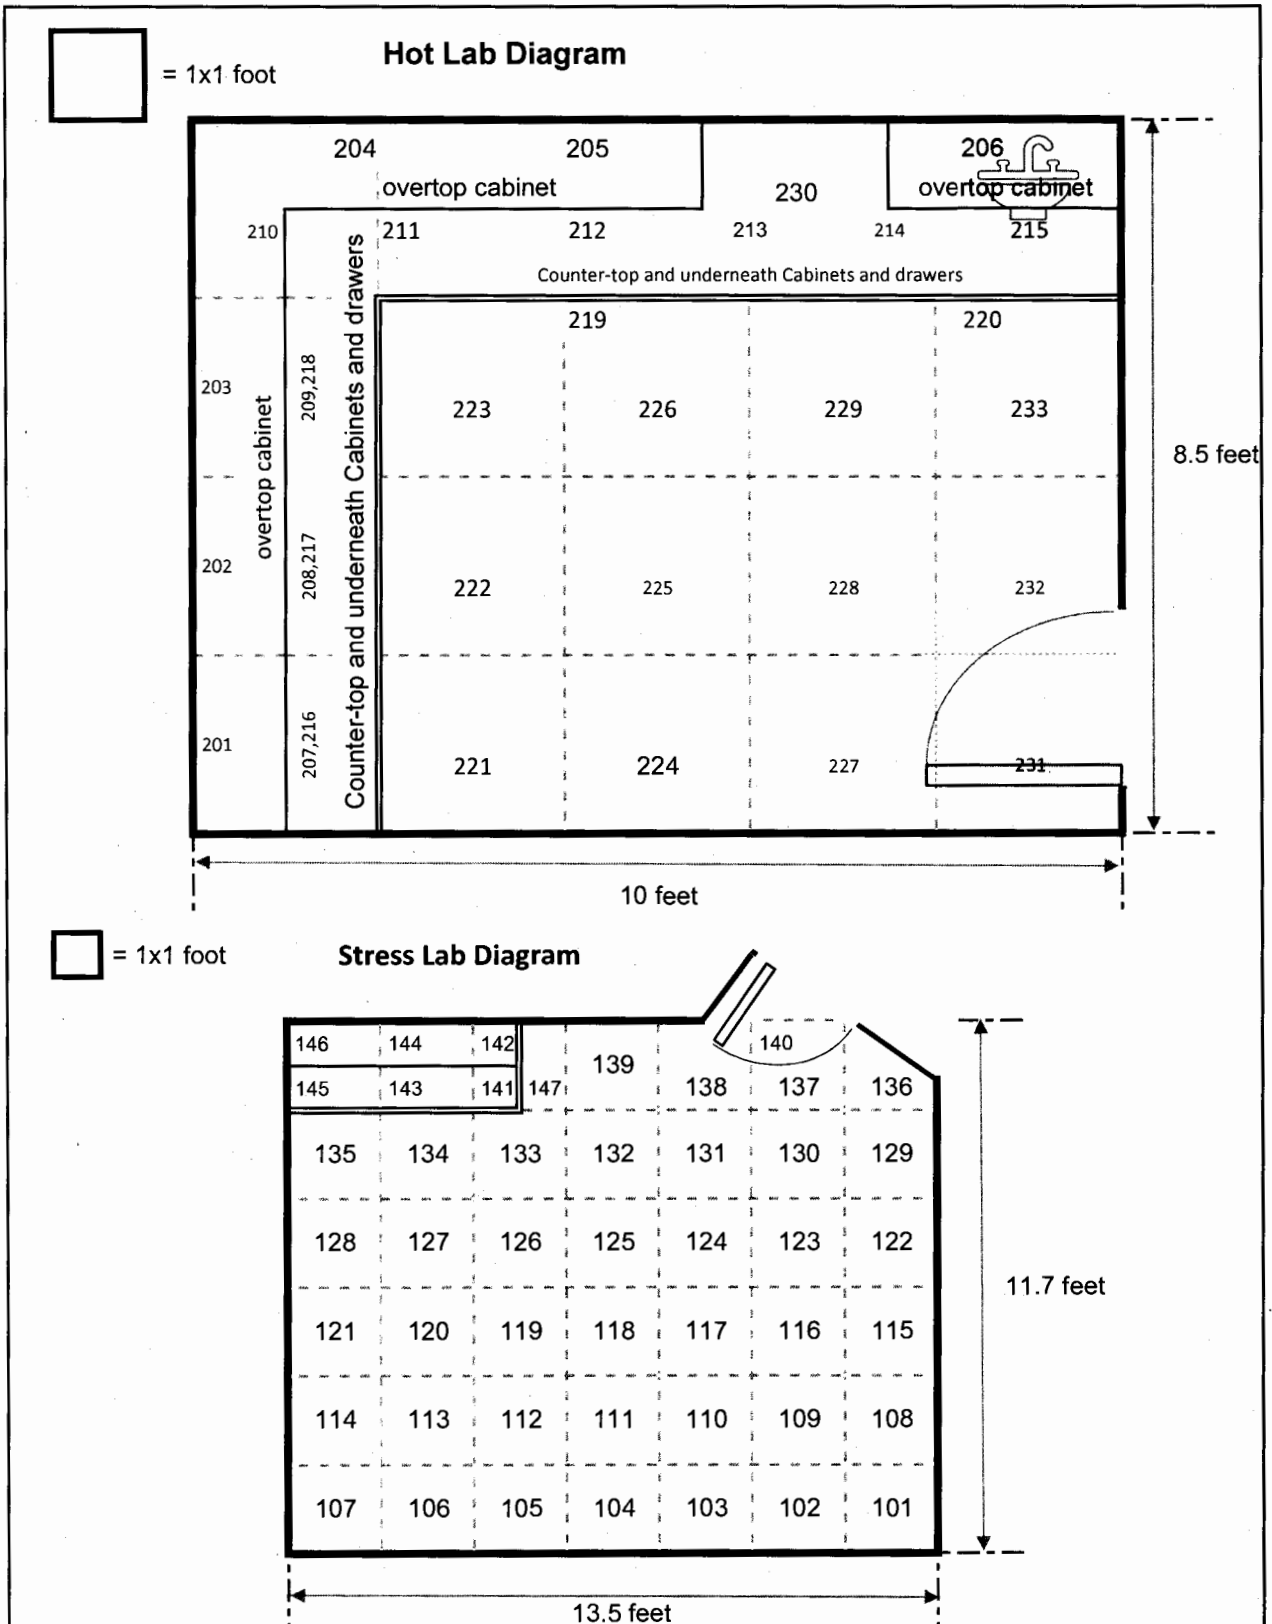 Hot Lab Diagram
= 1x1 foot
204 205 206
overtop cabinet 230 overtop cabinet
210 211 212 213 214 215
Counter-top and underneath Cabinets and drawers
219 220
203 209,218 223 226 229 233
overtop cabinet
Counter-top and underneath Cabinets and drawers
8.5 feet
202 208,217 222 225 228 232
201 207,216 221 224 227 231
10 feet
= 1x1 foot
Stress Lab Diagram
146 144 142 140
139
145 143 141 147 138 137 136
135 134 133 132 131 130 129
128 127 126 125 124 123 122
11.7 feet
121 120 119 118 117 116 115
114 113 112 111 110 109 108
107 106 105 104 103 102 101
13.5 feet